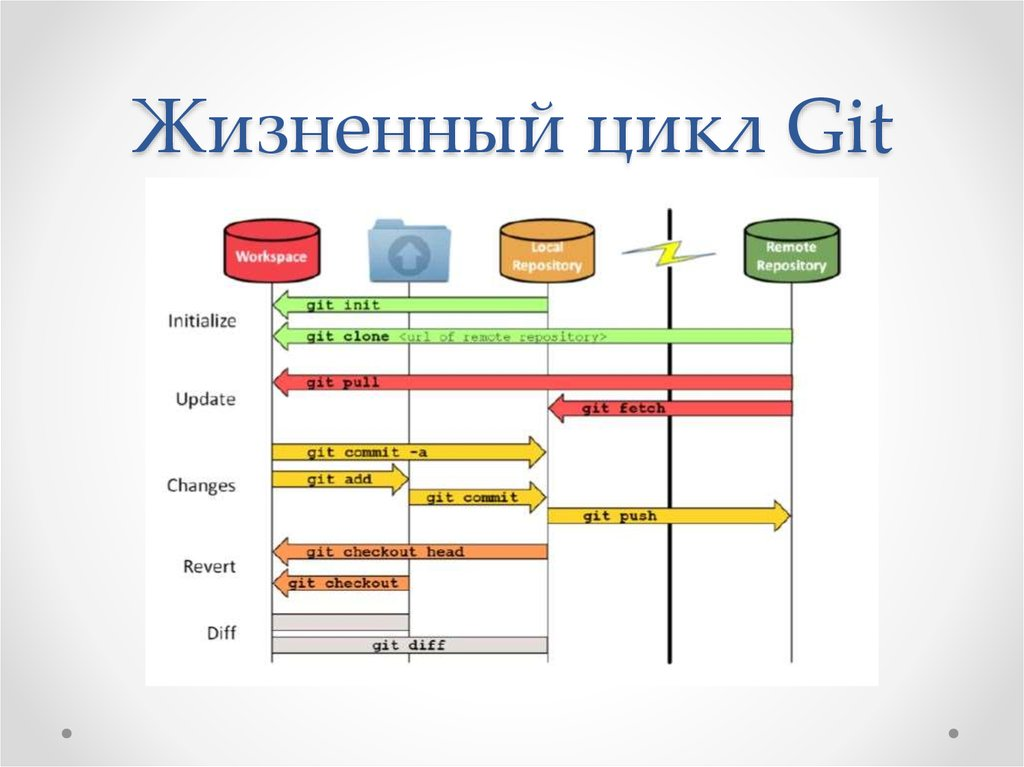 Жизненный цикл Git
Workspace
Local
Repository
Remote
Repository
Initialize
git init
git clone <url of remote repository>
Update
git pull
git fetch
Changes
git commit -a
git add
git commit
git push
Revert
git checkout head
git checkout
Diff
git diff